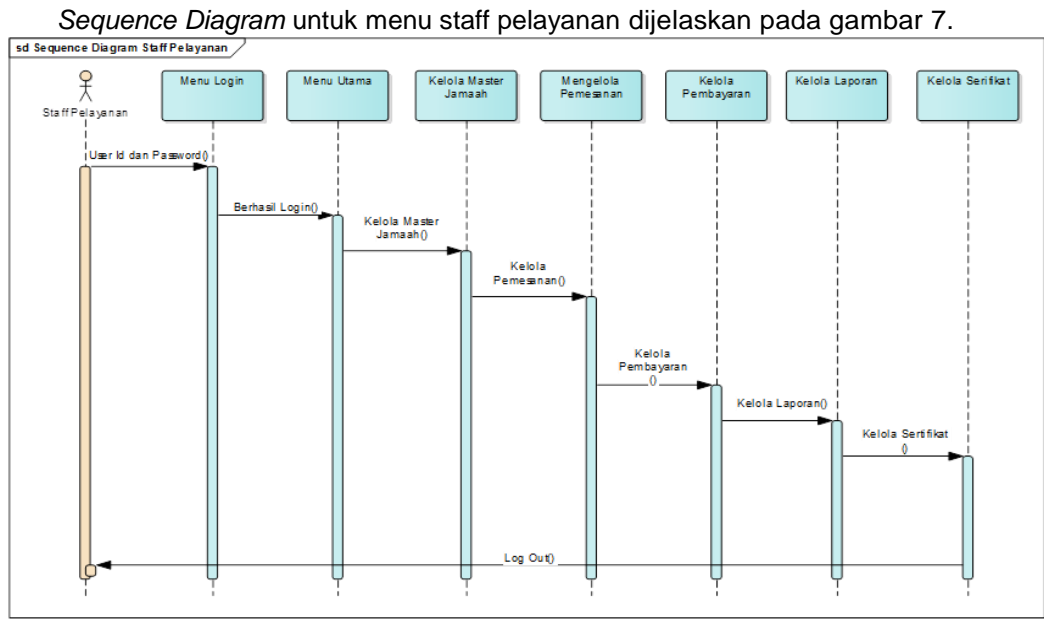 Sequence Diagram untuk menu staff pelayanan dijelaskan pada gambar 7.
sd Sequence Diagram Staff Pelayanan
Staff Pelayanan
Menu Login
Menu Utama
Kelola Master
Jamaah
Mengelola
Pemesanan
Kelola
Pembayaran
Kelola Laporan
Kelola Serifikat
User Id dan Password()
Berhasil Login()
Kelola Master
Jamaah()
Kelola
Pemesanan()
Kelola
Pembayaran
()
Kelola Laporan()
Kelola Sertifikat
()
Log Out()